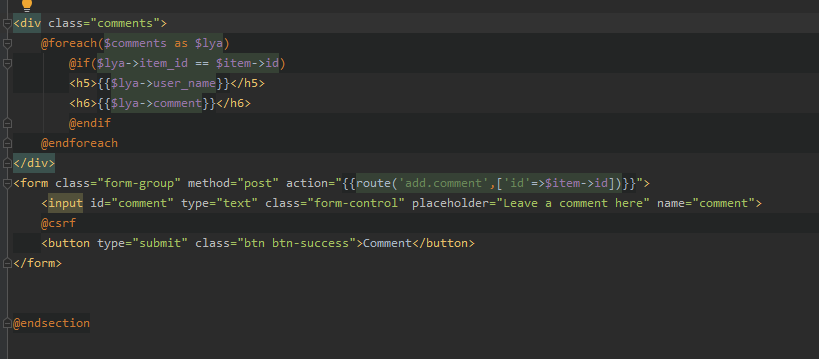 <div class="comments">
@foreach($comments as $lya)
@if($lya->item_id == $item->id)
<h5>{{$lya->user_name}}</h5>
<h6>{{$lya->comment}}</h6>
@endif
@endforeach
</div>
<form class="form-group" method="post" action="{{route('add.comment',['id'=>$item->id])}}">
<input id="comment" type="text" class="form-control" placeholder="Leave a comment here" name="comment">
@csrf
<button type="submit" class="btn btn-success">Comment</button>
</form>
@endsection